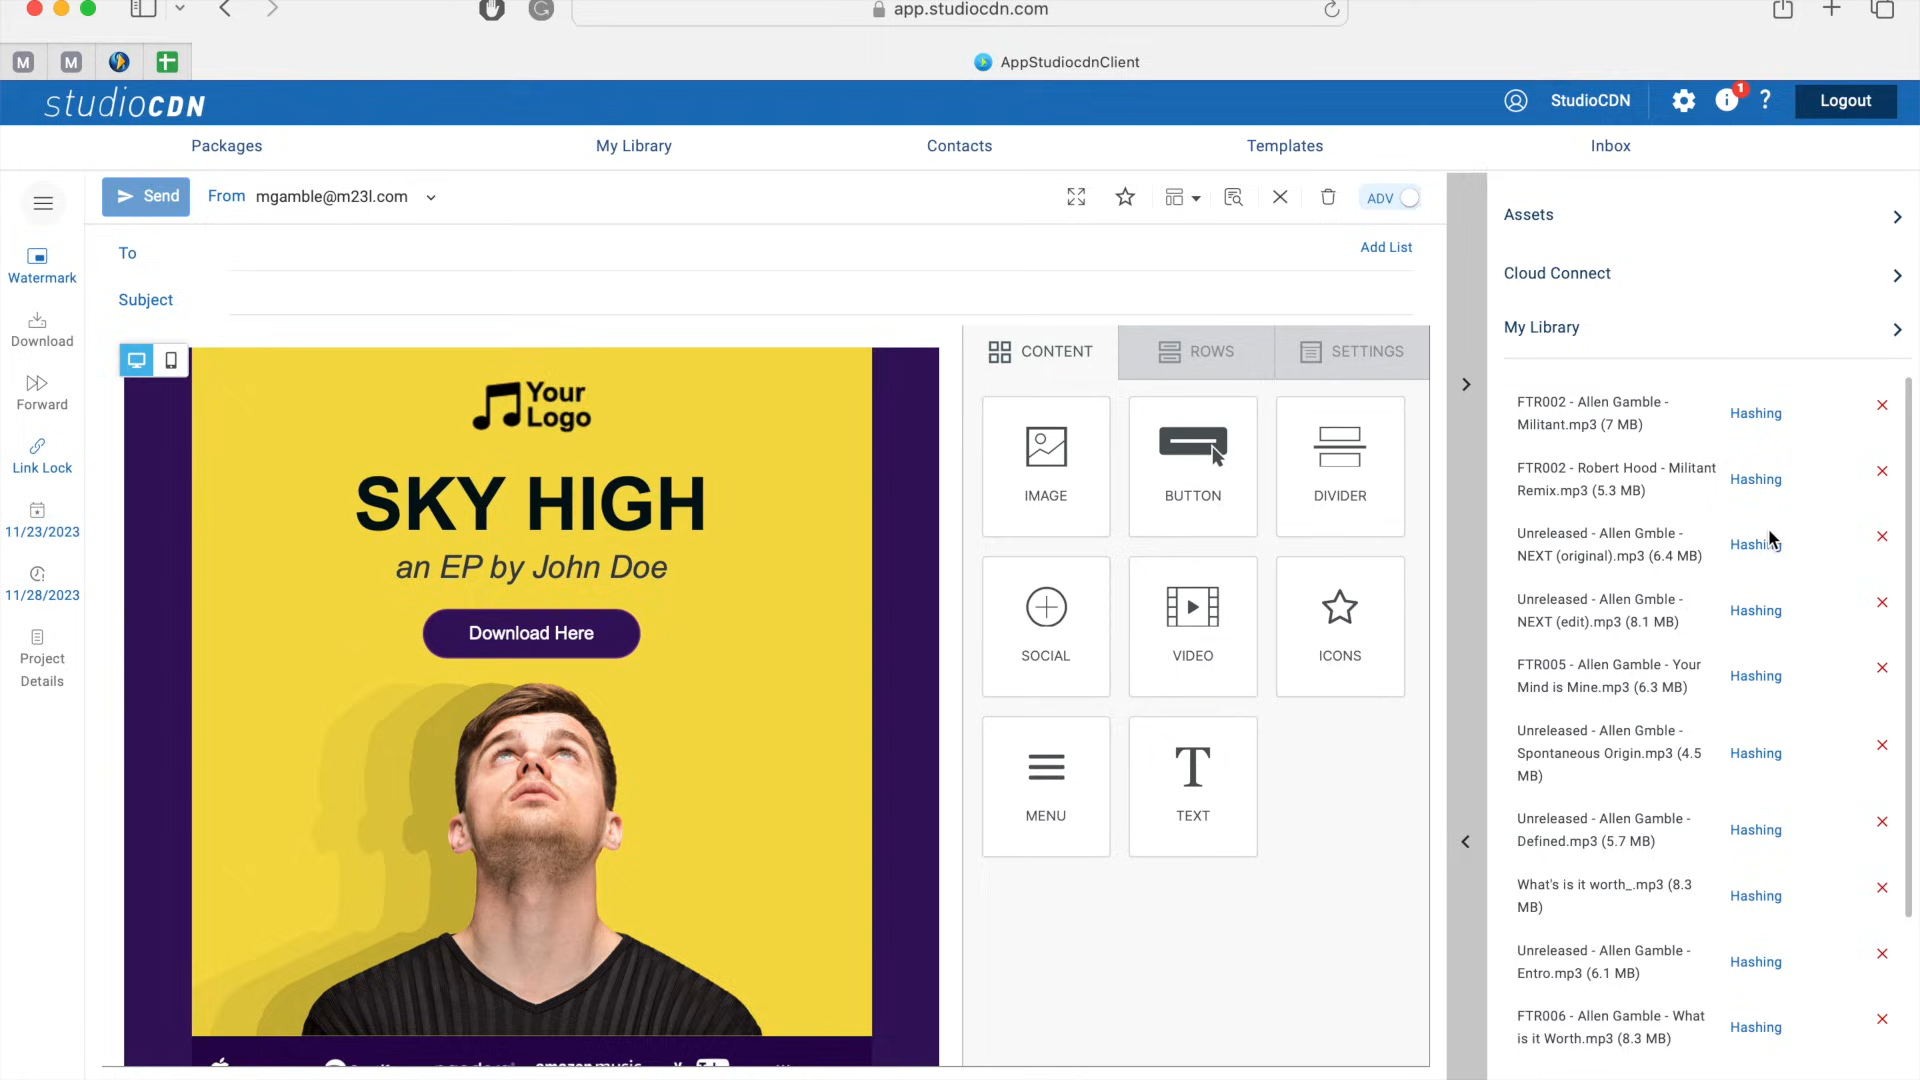 app.studiocdn.com
M
M
AppStudiocdnClient
studioCDN
StudioCDN
1
?
Logout
Packages
My Library
Contacts
Templates
Inbox
Send
From mgamble@m23l.com
ADV
To
Add List
Subject
Watermark
Download
Forward
Link Lock
11/23/2023
11/28/2023
Project
Details
Your
Logo
SKY HIGH
an EP by John Doe
Download Here
CONTENT
ROWS
SETTINGS
IMAGE
BUTTON
DIVIDER
SOCIAL
VIDEO
ICONS
MENU
T
TEXT
Assets
Cloud Connect
My Library
FTR002 - Allen Gamble -
Militant.mp3 (7 MB)
Hashing
FTR002 - Robert Hood - Militant
Remix.mp3 (5.3 MB)
Hashing
Unreleased - Allen Gmble -
NEXT (original).mp3 (6.4 MB)
Hashing
Unreleased - Allen Gmble -
NEXT (edit).mp3 (8.1 MB)
Hashing
FTR005 - Allen Gamble - Your
Mind is Mine.mp3 (6.3 MB)
Hashing
Unreleased - Allen Gmble -
Spontaneous Origin.mp3 (4.5
MB)
Hashing
Unreleased - Allen Gamble -
Defined.mp3 (5.7 MB)
Hashing
What's is it worth_.mp3 (8.3
MB)
Hashing
Unreleased - Allen Gamble -
Entro.mp3 (6.1 MB)
Hashing
FTR006 - Allen Gamble - What
is it Worth.mp3 (8.3 MB)
Hashing